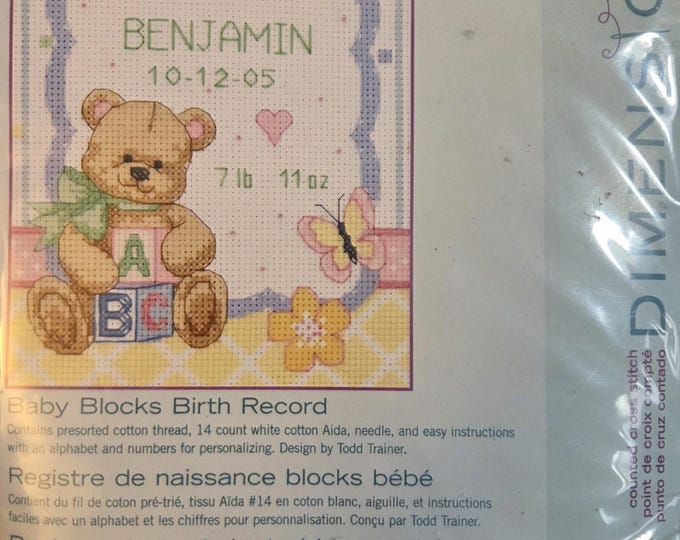 BENJAMIN
10-12-05
7 lb 11 oz
A
B C
Baby Blocks Birth Record
Contains presorted cotton thread, 14 count white cotton Aida, needle, and easy instructions
with an alphabet and numbers for personalizing. Design by Todd Trainer.
Registre de naissance blocks bébé
Contient du fil de coton pré-trié, tissu Aïda #14 en coton blanc, aiguille, et instructions
faciles avec un alphabet et les chiffres pour personnalisation. Conçu par Todd Trainer.
DIMENSIO
counted cross stitch
point de croix compté
punto de cruz contado